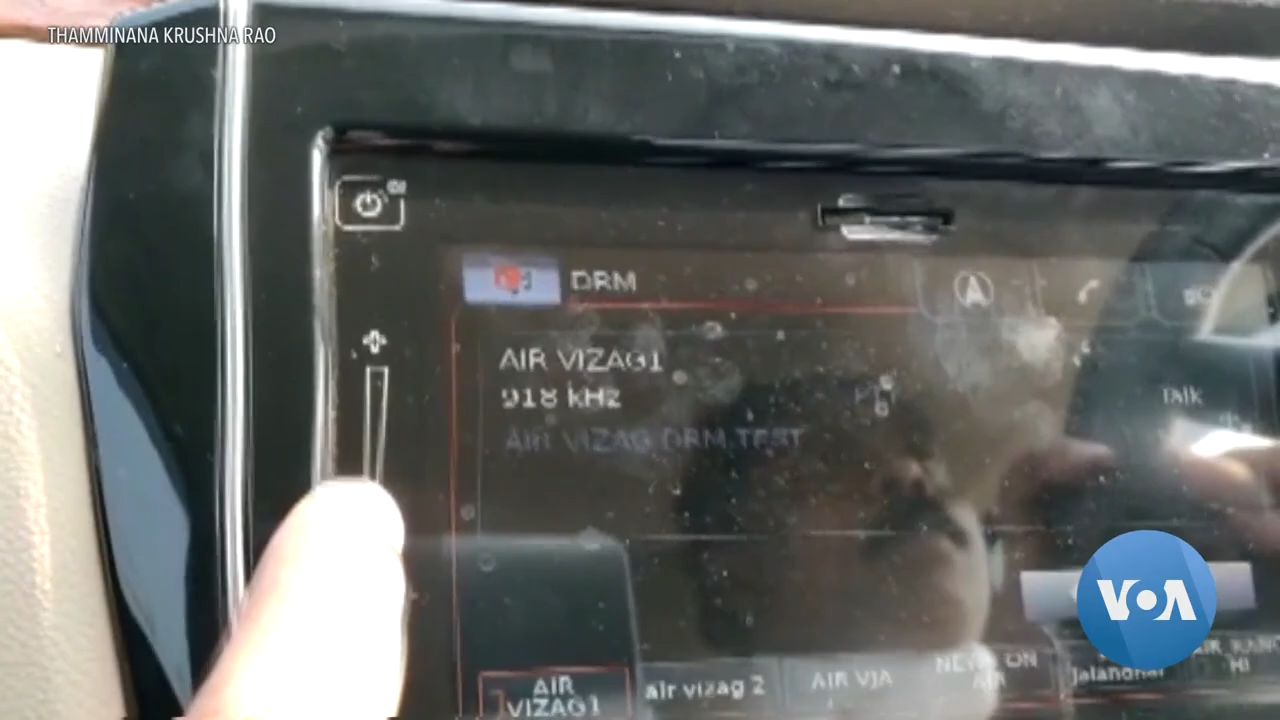 THAMMINANA KRUSHNA RAO
DRM
AIR VIZAG1
918 kHz
AIR VIZAG DRM TEST
Talk
VOA
AIR
VIZAG1
air vizag 2
AIR VJA
NEWS ON
AIR
Jalandhar